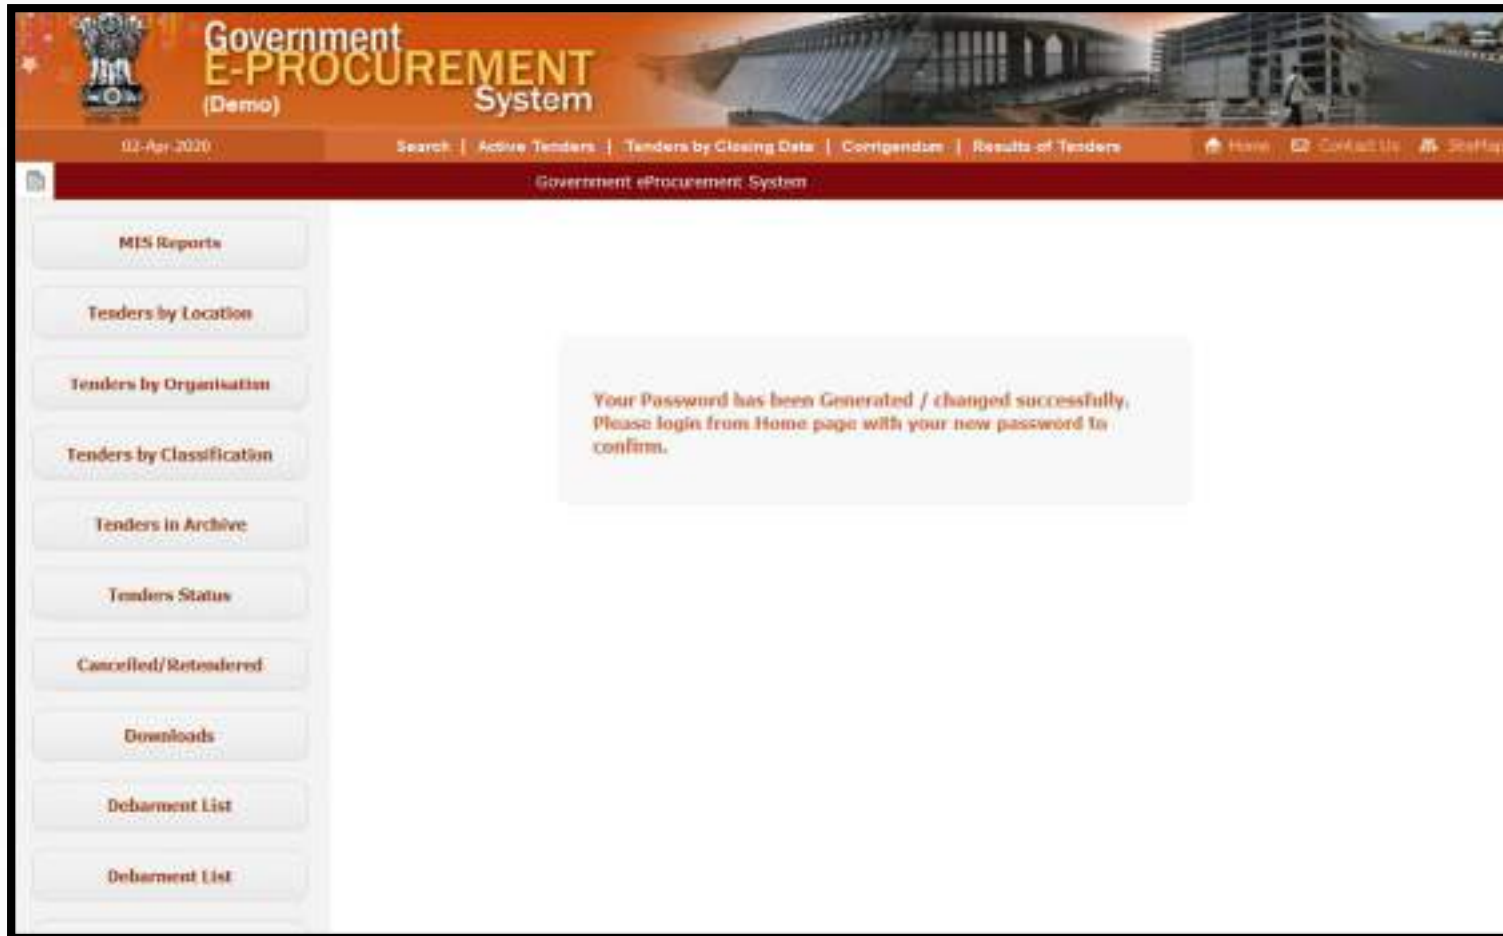 Government
E-PROCUREMENT
(Demo) System
02-Apr-2020 Search | Active Tenders | Tenders by Closing Date | Corrigendum | Results of Tenders Home Contact Us SiteMap
Government eProcurement System
MIS Reports
Tenders by Location
Tenders by Organisation
Your Password has been Generated / changed successfully.
Please login from Home page with your new password to
confirm.
Tenders by Classification
Tenders in Archive
Tenders Status
Cancelled/Retendered
Downloads
Debarment List
Debarment List